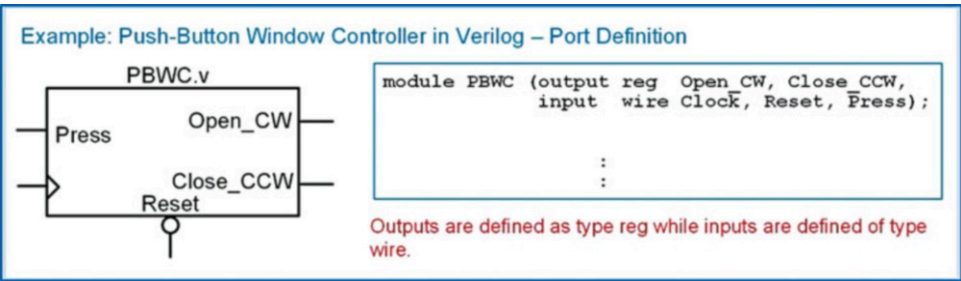 Example: Push-Button Window Controller in Verilog – Port Definition
PBWC.v
Press
Open_CW
Close_CCW
Reset
module PBWC (output reg Open_CW, Close_CCW,
input wire Clock, Reset, Press);
:
:
Outputs are defined as type reg while inputs are defined of type
wire.